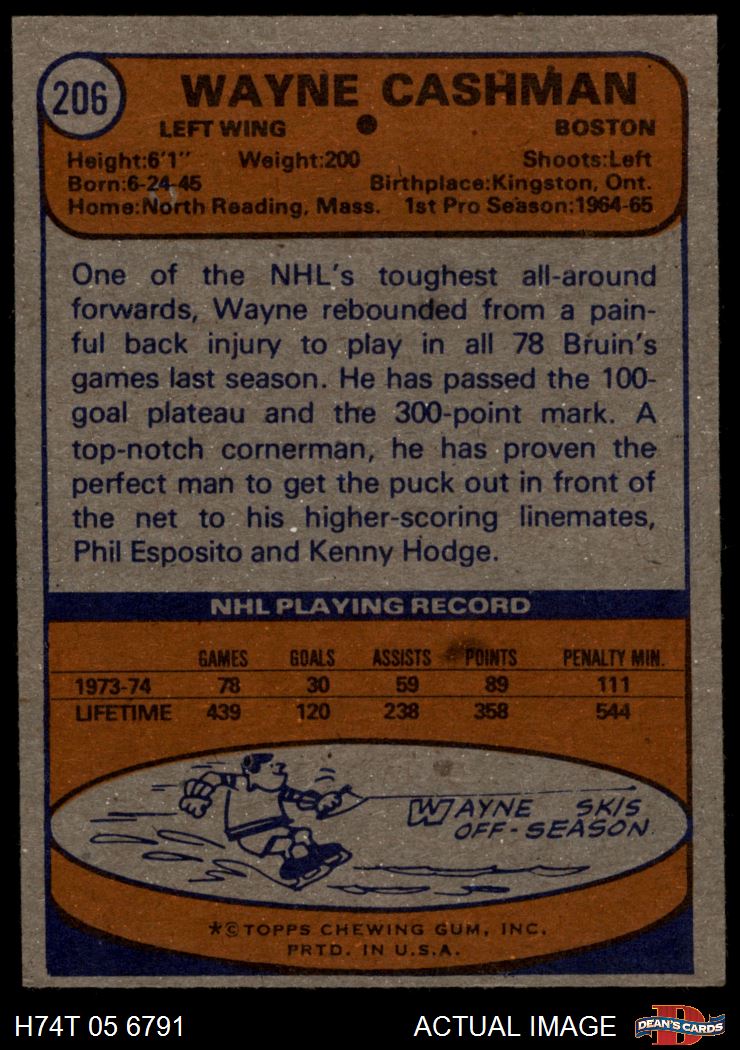 206
WAYNE CASHMAN
LEFT WING BOSTON
Height:6'1" Weight:200 Shoots:Left
Born:6-24-45 Birthplace:Kingston, Ont.
Home:North Reading, Mass. 1st Pro Season:1964-65
One of the NHL's toughest all-around
forwards, Wayne rebounded from a pain-
ful back injury to play in all 78 Bruin's
games last season. He has passed the 100-
goal plateau and the 300-point mark. A
top-notch cornerman, he has proven the
perfect man to get the puck out in front of
the net to his higher-scoring linemates,
Phil Esposito and Kenny Hodge.
NHL PLAYING RECORD
GAMES GOALS ASSISTS POINTS PENALTY MIN.
1973-74 78 30 59 89 111
LIFETIME 439 120 238 358 544
WAYNE SKIS
OFF-SEASON
*©TOPPS CHEWING GUM, INC.
PRTD. IN U.S.A.
H74T 05 6791 ACTUAL IMAGE D DEAN'S CARDS